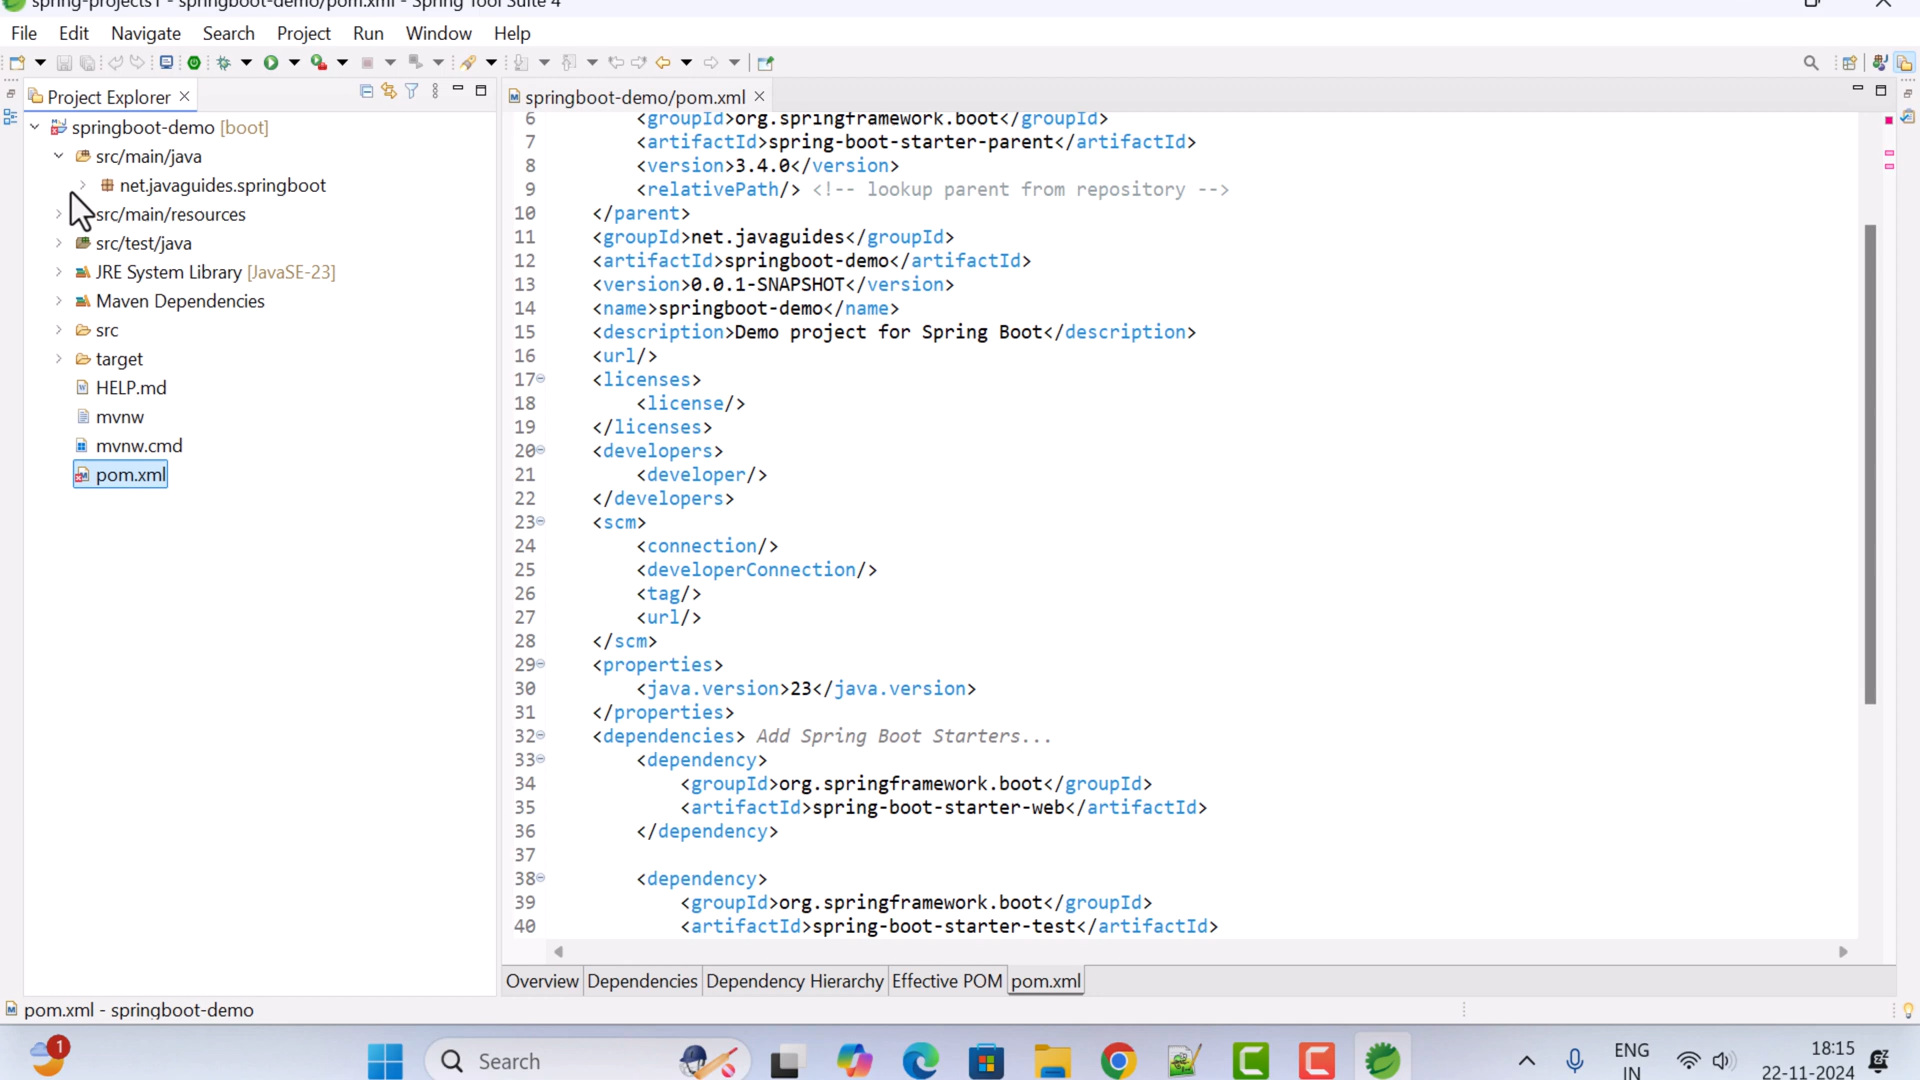 spring-projects1 - springboot-demo/pom.xml - Spring Tool Suite 4
File Edit Navigate Search Project Run Window Help
Project Explorer
springboot-demo [boot]
src/main/java
net.javaguides.springboot
src/main/resources
src/test/java
JRE System Library [JavaSE-23]
Maven Dependencies
src
target
HELP.md
mvnw
mvnw.cmd
pom.xml
springboot-demo/pom.xml
6 <groupId>org.springframework.boot</groupId>
7 <artifactId>spring-boot-starter-parent</artifactId>
8 <version>3.4.0</version>
9 <relativePath/> <!-- lookup parent from repository -->
10 </parent>
11 <groupId>net.javaguides</groupId>
12 <artifactId>springboot-demo</artifactId>
13 <version>0.0.1-SNAPSHOT</version>
14 <name>springboot-demo</name>
15 <description>Demo project for Spring Boot</description>
16 <url/>
17 <licenses>
18 <license/>
19 </licenses>
20 <developers>
21 <developer/>
22 </developers>
23 <scm>
24 <connection/>
25 <developerConnection/>
26 <tag/>
27 <url/>
28 </scm>
29 <properties>
30 <java.version>23</java.version>
31 </properties>
32 <dependencies> Add Spring Boot Starters...
33 <dependency>
34 <groupId>org.springframework.boot</groupId>
35 <artifactId>spring-boot-starter-web</artifactId>
36 </dependency>
37
38 <dependency>
39 <groupId>org.springframework.boot</groupId>
40 <artifactId>spring-boot-starter-test</artifactId>
Overview Dependencies Dependency Hierarchy Effective POM pom.xml
pom.xml - springboot-demo
1
Search
ENG
IN
18:15
22-11-2024